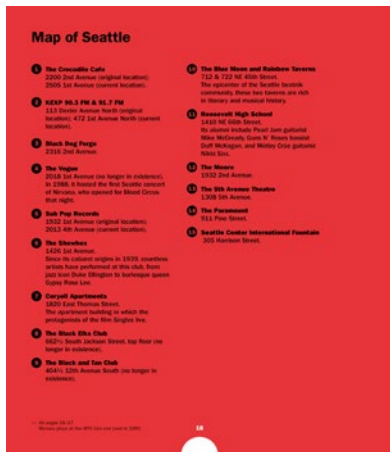 Map of Seattle
1 The Crocodile Cafe
2200 2nd Avenue (original location);
2505 1st Avenue (current location).
2 KEXP 90.3 FM & 91.7 FM
113 Dexter Avenue North (original
location); 472 1st Avenue North (current
location).
3 Black Dog Forge
2316 2nd Avenue.
4 The Vogue
2018 1st Avenue (no longer in existence).
In 1988, it hosted the first Seattle concert
of Nirvana, who opened for Blood Circus
that night.
5 Sub Pop Records
1932 1st Avenue (original location);
2013 4th Avenue (current location).
6 The Showbox
1426 1st Avenue.
Since its cabaret origins in 1939, countless
artists have performed at this club, from
jazz icon Duke Ellington to burlesque queen
Gypsy Rose Lee.
7 Coryell Apartments
1820 East Thomas Street.
The apartment building in which the
protagonists of the film Singles live.
8 The Black Elks Club
662½ South Jackson Street, top floor (no
longer in existence).
9 The Black and Tan Club
404½ 12th Avenue South (no longer in
existence).
10 The Blue Moon and Rainbow Taverns
712 & 722 NE 45th Street.
The epicenter of the Seattle beatnik
community, these two taverns are rich
in literary and musical history.
11 Roosevelt High School
1410 NE 66th Street.
Its alumni include Pearl Jam guitarist
Mike McCready, Guns N' Roses bassist
Duff McKagan, and Mötley Crüe guitarist
Nikki Sixx.
12 The Moore
1932 2nd Avenue.
13 The 5th Avenue Theatre
1308 5th Avenue.
14 The Paramount
911 Pine Street.
15 Seattle Center International Fountain
305 Harrison Street.
18